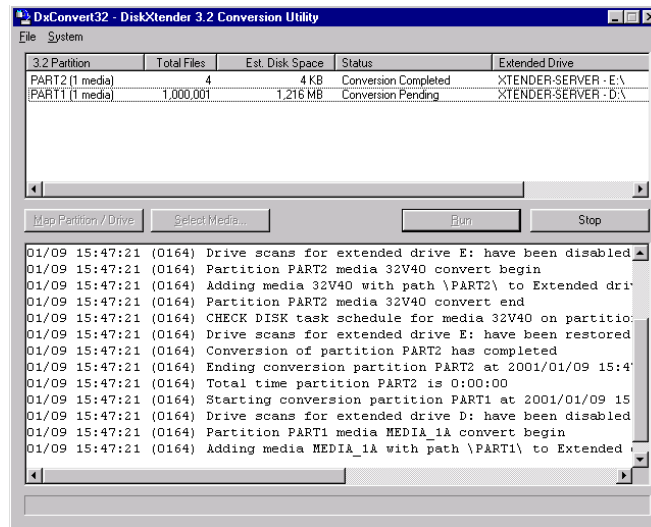 DxConvert32 - DiskXtender 3.2 Conversion Utility
File System
3.2 Partition Total Files Est. Disk Space Status Extended Drive
PART2 (1 media) 4 4 KB Conversion Completed XTENDER-SERVER - E:\
PART1 (1 media) 1,000,001 1,216 MB Conversion Pending XTENDER-SERVER - D:\
Map Partition / Drive Select Media... Run Stop
01/09 15:47:21 (0164) Drive scans for extended drive E: have been disabled
01/09 15:47:21 (0164) Partition PART2 media 32V40 convert begin
01/09 15:47:21 (0164) Adding media 32V40 with path \PART2\ to Extended
01/09 15:47:21 (0164) Partition PART2 media 32V40 convert end
01/09 15:47:21 (0164) CHECK DISK task schedule for media 32V40 on
01/09 15:47:21 (0164) Drive scans for extended drive E: have been restored
01/09 15:47:21 (0164) Conversion of partition PART2 has completed
01/09 15:47:21 (0164) Ending conversion partition PART2 at 2001/01/09
01/09 15:47:21 (0164) Total time partition PART2 is 0:00:00
01/09 15:47:21 (0164) Starting conversion partition PART1 at 2001/01/09 15
01/09 15:47:21 (0164) Drive scans for extended drive D: have been disabled
01/09 15:47:21 (0164) Partition PART1 media MEDIA_1A convert begin
01/09 15:47:21 (0164) Adding media MEDIA_1A with path \PART1\ to Extended